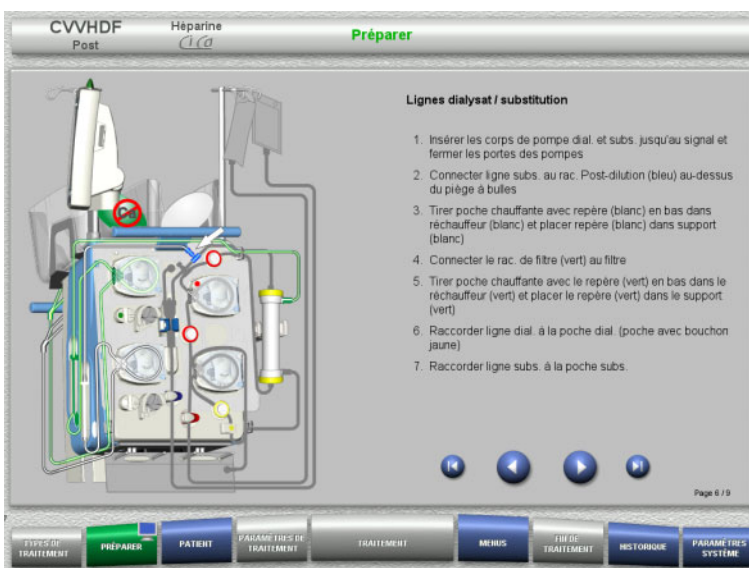 CVVHDF
Post
Héparine
Ci Ca
Préparer
Ca
Lignes dialysat / substitution
1. Insérer les corps de pompe dial. et subs. jusqu'au signal et
fermer les portes des pompes
2. Connecter ligne subs. au rac. Post-dilution (bleu) au-dessus
du piège à bulles
3. Tirer poche chauffante avec repère (blanc) en bas dans
réchauffeur (blanc) et placer repère (blanc) dans support
(blanc)
4. Connecter le rac. de filtre (vert) au filtre
5. Tirer poche chauffante avec le repère (vert) en bas dans le
réchauffeur (vert) et placer le repère (vert) dans le support
(vert)
6. Raccorder ligne dial. à la poche dial. (poche avec bouchon
jaune)
7. Raccorder ligne subs. à la poche subs.
Page 6 / 9
TYPES DE
TRAITEMENT
PRÉPARER
PATIENT
PARAMÈTRES DE
TRAITEMENT
TRAITEMENT
MENUS
FIN DE
TRAITEMENT
HISTORIQUE
PARAMÈTRES
SYSTÈME